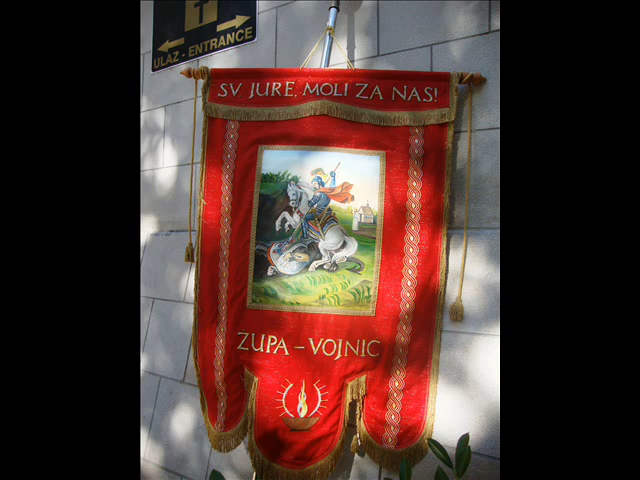 ULAZ - ENTRANCE
SV. JURE, MOLI ZA NAS!
ZUPA - VOJNIC